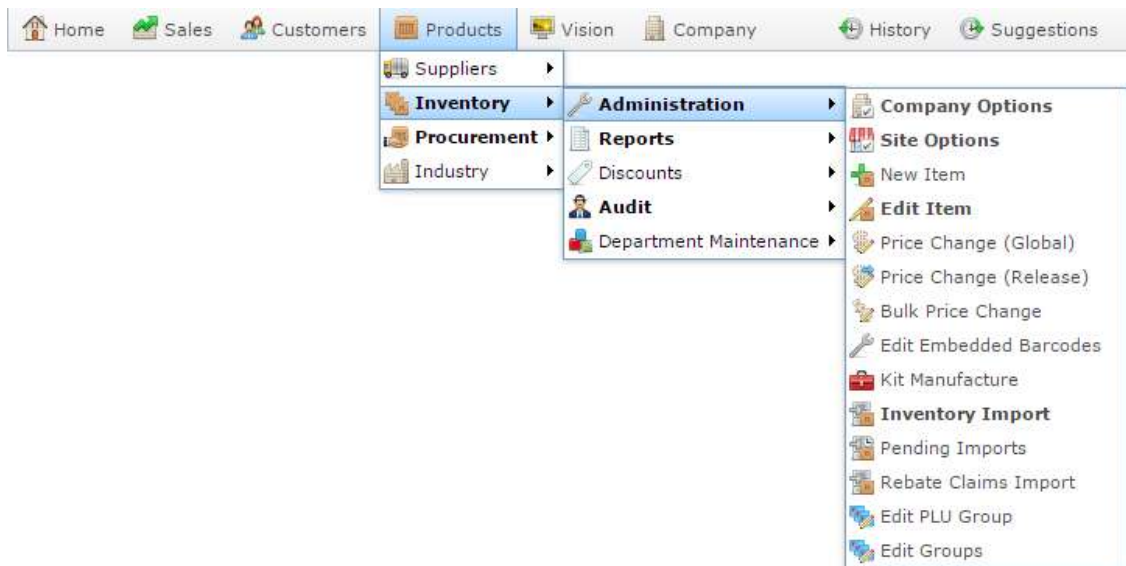 Home Sales Customers Products Vision Company History Suggestions
Suppliers
Inventory
Procurement
Industry
Administration
Reports
Discounts
Audit
Department Maintenance
Company Options
Site Options
New Item
Edit Item
Price Change (Global)
Price Change (Release)
Bulk Price Change
Edit Embedded Barcodes
Kit Manufacture
Inventory Import
Pending Imports
Rebate Claims Import
Edit PLU Group
Edit Groups